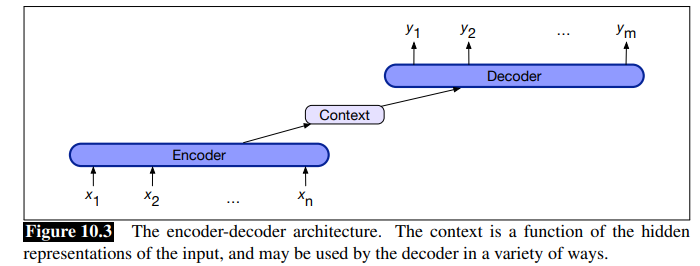 y1 y2 ... ym
Decoder
Context
Encoder
x1 x2 ... xn
Figure 10.3 The encoder-decoder architecture. The context is a function of the hidden
representations of the input, and may be used by the decoder in a variety of ways.